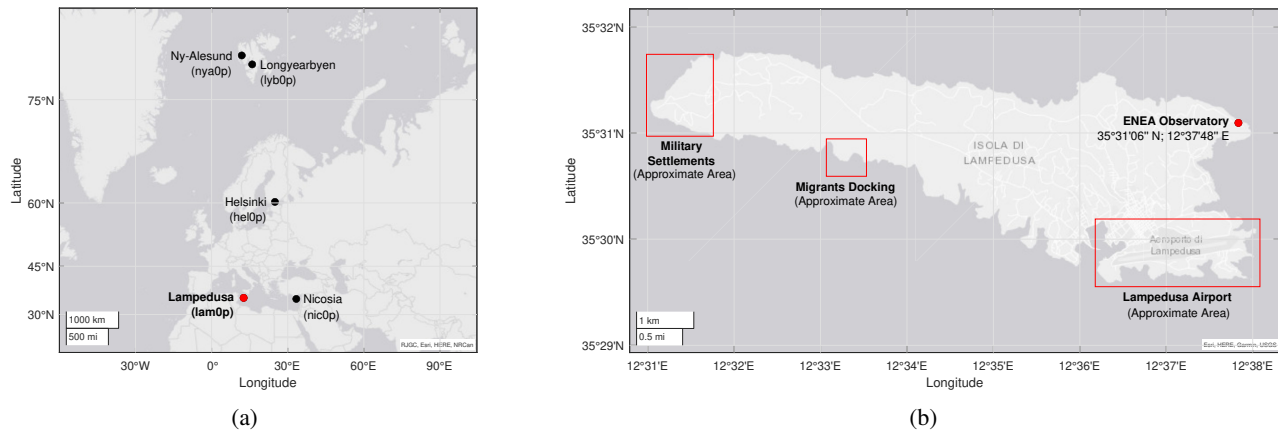 75°N
60°N
45°N
30°N
Latitude
Ny-Alesund
(nya0p)
Longyearbyen
(lyb0p)
Helsinki
(hel0p)
Lampedusa
(lam0p)
Nicosia
(nic0p)
1000 km
500 mi
FJGC, Esri, HERE, NRCan
30°W
0°
30°E
60°E
90°E
Longitude
(a)
35°32'N
35°31'N
35°30'N
35°29'N
Latitude
Military
Settlements
(Approximate Area)
Migrants Docking
(Approximate Area)
ISOLA DI
LAMPEDUSA
ENEA Observatory
35°31'06" N; 12°37'48" E
Aeroporto di
Lampedusa
Lampedusa Airport
(Approximate Area)
1 km
0.5 mi
Esri, HERE, Garmin, USGS
12°31'E
12°32'E
12°33'E
12°34'E
12°35'E
12°36'E
12°37'E
12°38'E
Longitude
(b)